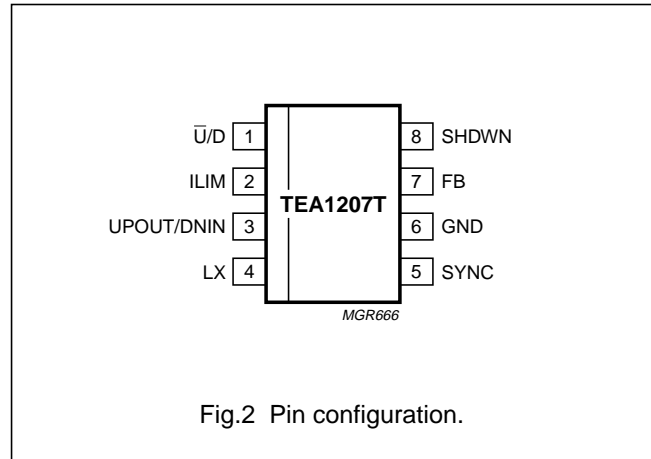 U̅/D 1 8 SHDWN
ILIM 2 7 FB
TEA1207T
UPOUT/DNIN 3 6 GND
LX 4 5 SYNC
MGR666
Fig.2 Pin configuration.